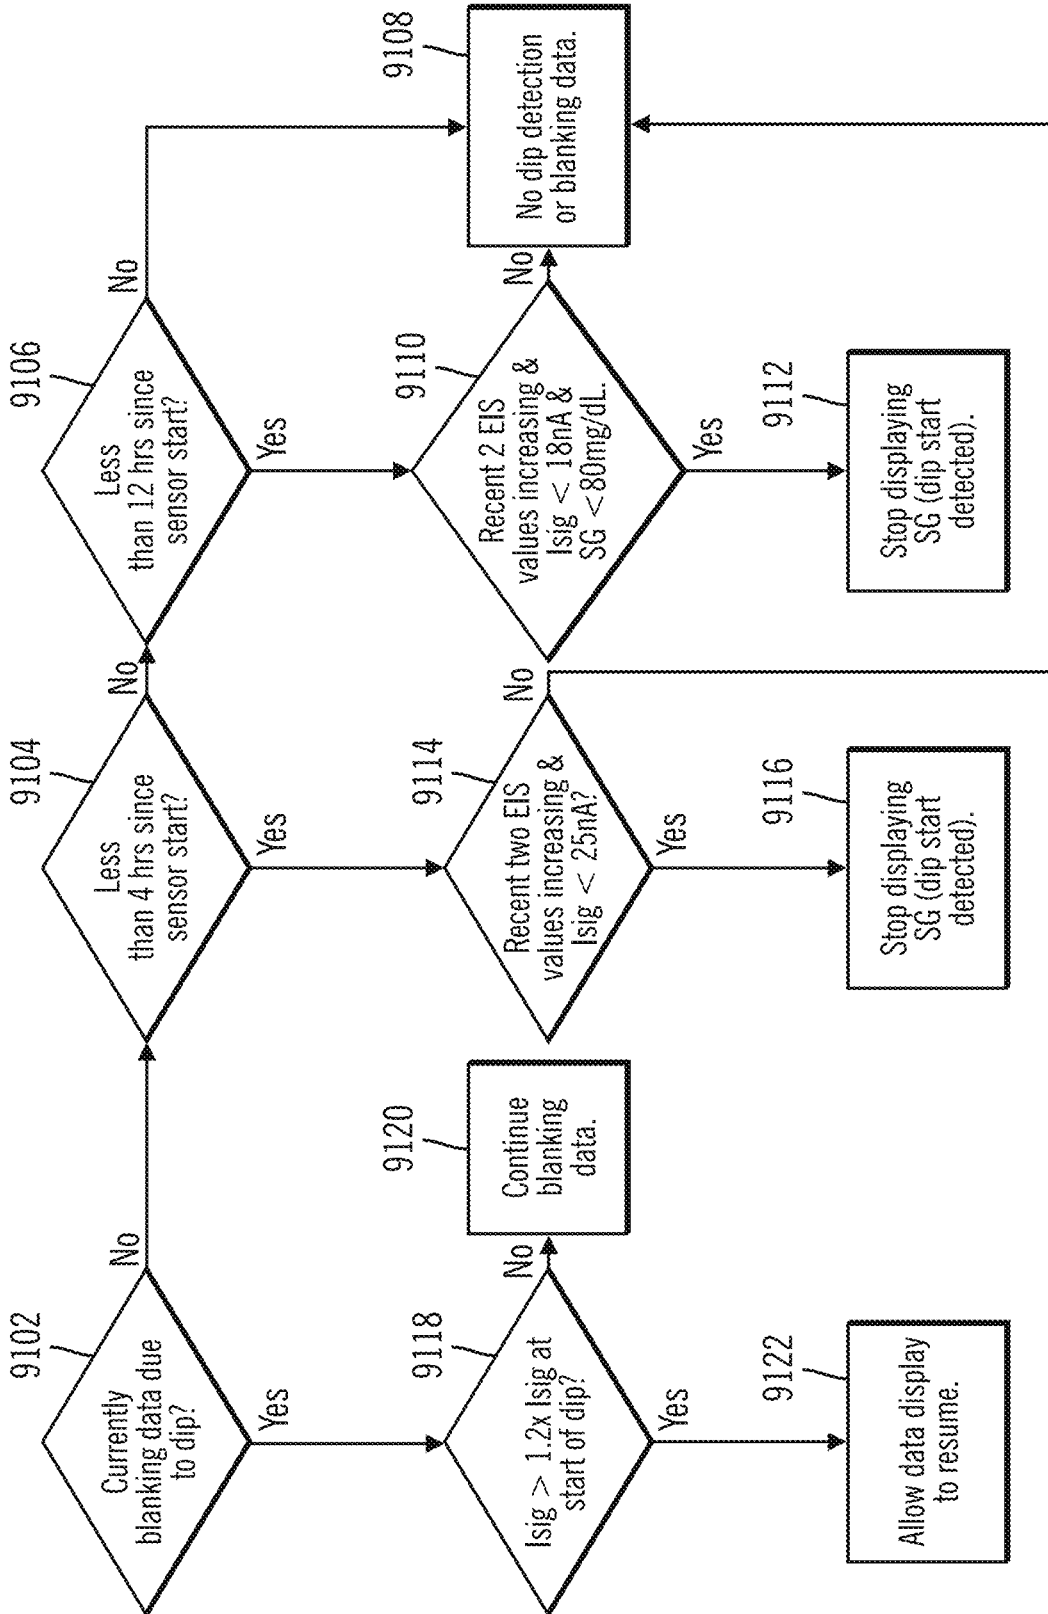 9102
Currently
blanking data due
to dip?
No
Yes
9104
Less
than 4 hrs since
sensor start?
No
Yes
9106
Less
than 12 hrs since
sensor start?
No
Yes
9118
Isig > 1.2x Isig at
start of dip?
No
Yes
9120
Continue
blanking
data.
9114
Recent two EIS
values increasing &
Isig < 25nA?
No
Yes
9110
Recent 2 EIS
values increasing &
Isig < 18nA &
SG <80mg/dL.
No
Yes
9108
No dip detection
or blanking data.
9122
Allow data display
to resume.
9116
Stop displaying
SG (dip start
detected).
9112
Stop displaying
SG (dip start
detected).